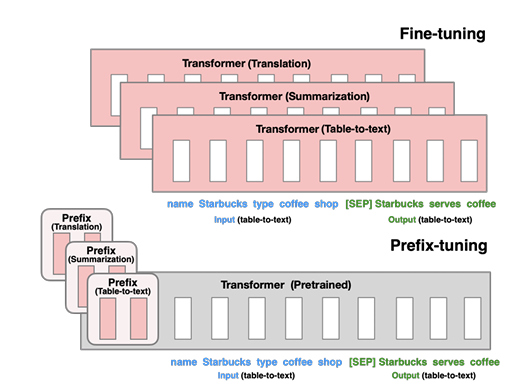 Fine-tuning
Transformer (Translation)
Transformer (Summarization)
Transformer (Table-to-text)
name Starbucks type coffee shop [SEP] Starbucks serves coffee
Input (table-to-text) Output (table-to-text)
Prefix-tuning
Prefix
(Translation)
Prefix
(Summarization)
Prefix
(Table-to-text)
Transformer (Pretrained)
name Starbucks type coffee shop [SEP] Starbucks serves coffee
Input (table-to-text) Output (table-to-text)